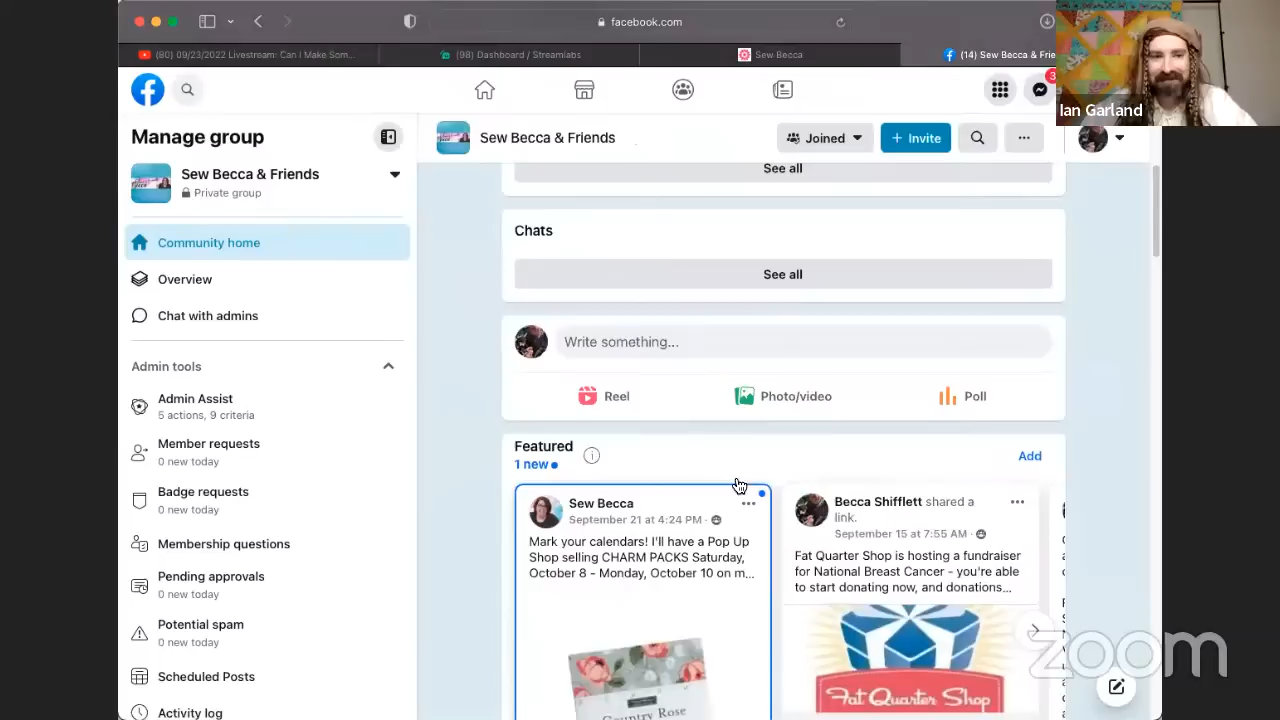 facebook.com
(80) 09/23/2022 Livestream: Can I Make Som...
(98) Dashboard / Streamlabs
Sew Becca
(14) Sew Becca & Frie
3
Ian Garland
Manage group
Sew Becca & Friends
Private group
Community home
Overview
Chat with admins
Admin tools
Admin Assist
5 actions, 9 criteria
Member requests
0 new today
Badge requests
0 new today
Membership questions
Pending approvals
0 new today
Potential spam
0 new today
Scheduled Posts
Activity log
Sew Becca & Friends
Joined
+ Invite
See all
Chats
See all
Write something...
Reel
Photo/video
Poll
Featured
1 new
Add
Sew Becca
September 21 at 4:24 PM ·
Mark your calendars! I'll have a Pop Up
Shop selling CHARM PACKS Saturday,
October 8 - Monday, October 10 on m...
Country Rose
Becca Shifflett shared a
link.
September 15 at 7:55 AM ·
Fat Quarter Shop is hosting a fundraiser
for National Breast Cancer - you're able
to start donating now, and donations...
Fat Quarter Shop
zoom